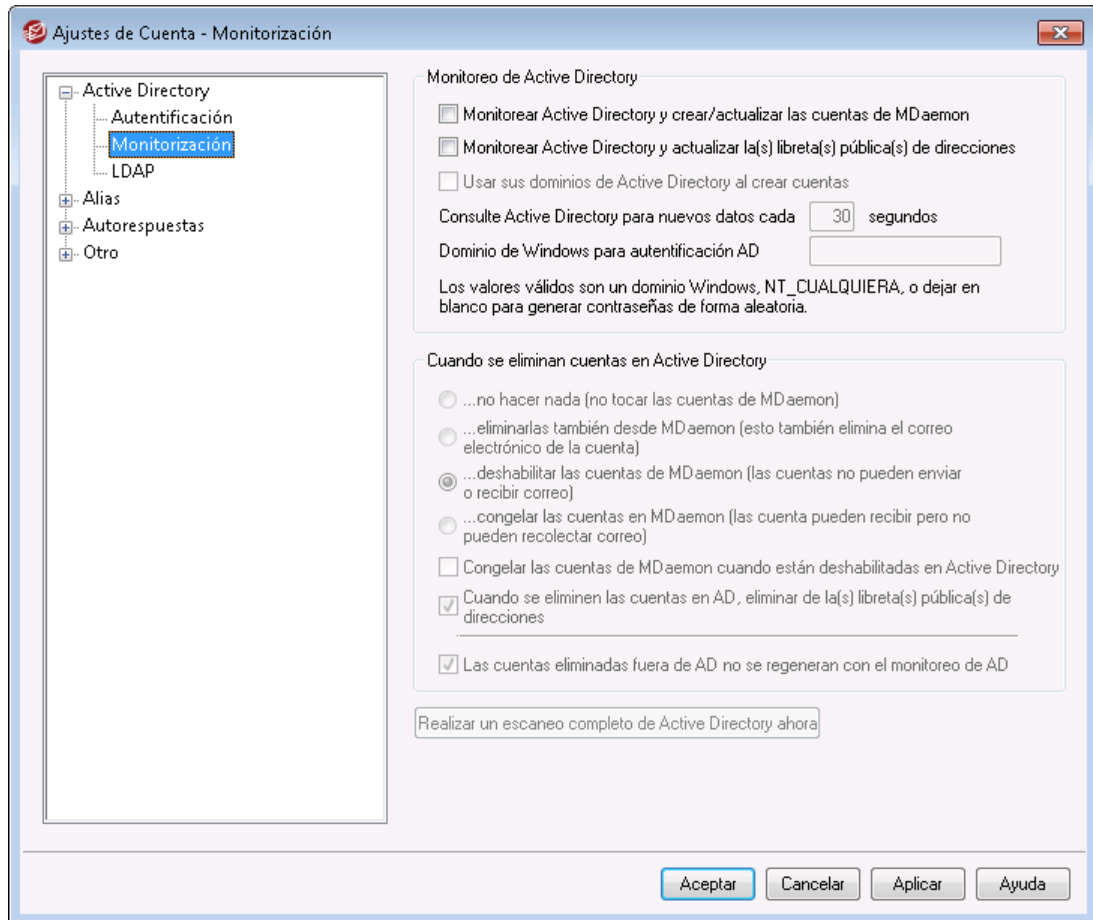 Ajustes de Cuenta - Monitorización
Active Directory
Autentificación
Monitorización
LDAP
Alias
Autorespuestas
Otro
Monitoreo de Active Directory
Monitorear Active Directory y crear/actualizar las cuentas de MDaemon
Monitorear Active Directory y actualizar la(s) libreta(s) pública(s) de direcciones
Usar sus dominios de Active Directory al crear cuentas
Consulte Active Directory para nuevos datos cada 30 segundos
Dominio de Windows para autentificación AD
Los valores válidos son un dominio Windows, NT_CUALQUIERA, o dejar en
blanco para generar contraseñas de forma aleatoria.
Cuando se eliminan cuentas en Active Directory
...no hacer nada (no tocar las cuentas de MDaemon)
...eliminarlas también desde MDaemon (esto también elimina el correo
electrónico de la cuenta)
...deshabilitar las cuentas de MDaemon (las cuentas no pueden enviar
o recibir correo)
...congelar las cuentas en MDaemon (las cuenta pueden recibir pero no
pueden recolectar correo)
Congelar las cuentas de MDaemon cuando están deshabilitadas en Active Directory
Cuando se eliminen las cuentas en AD, eliminar de la(s) libreta(s) pública(s) de
direcciones
Las cuentas eliminadas fuera de AD no se regeneran con el monitoreo de AD
Realizar un escaneo completo de Active Directory ahora
Aceptar Cancelar Aplicar Ayuda